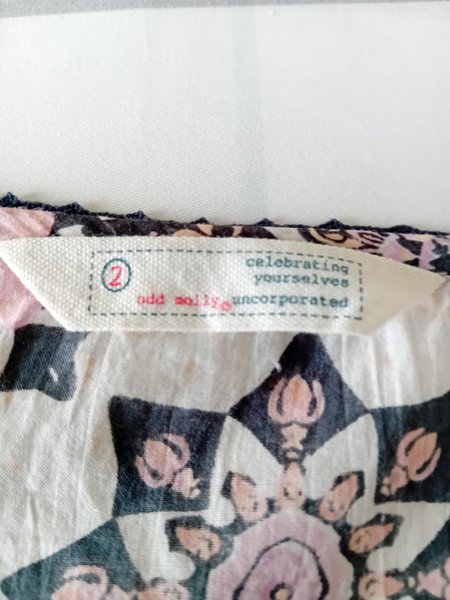 2
celebrating
yourselves
odd molly® uncorporated